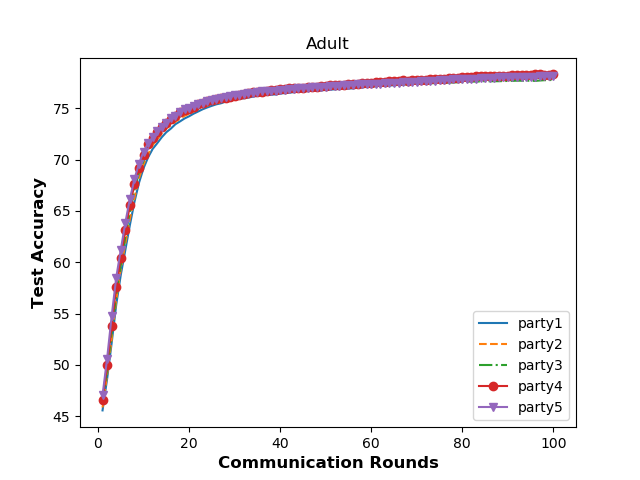 Adult
Test Accuracy
75
70
65
60
55
50
45
0 20 40 60 80 100
Communication Rounds
party1
party2
party3
party4
party5